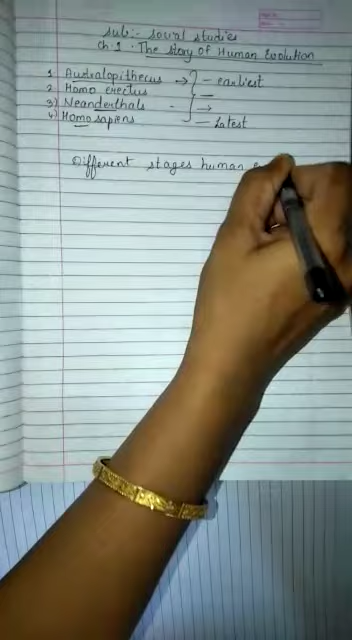 Sub:- Social studies
Ch 1. The Story of Human Evolution
1 Australopithecus → - earliest
2. Homo erectus -
3) Neanderthals - →
4) Homo sapiens - Latest
Different stages human